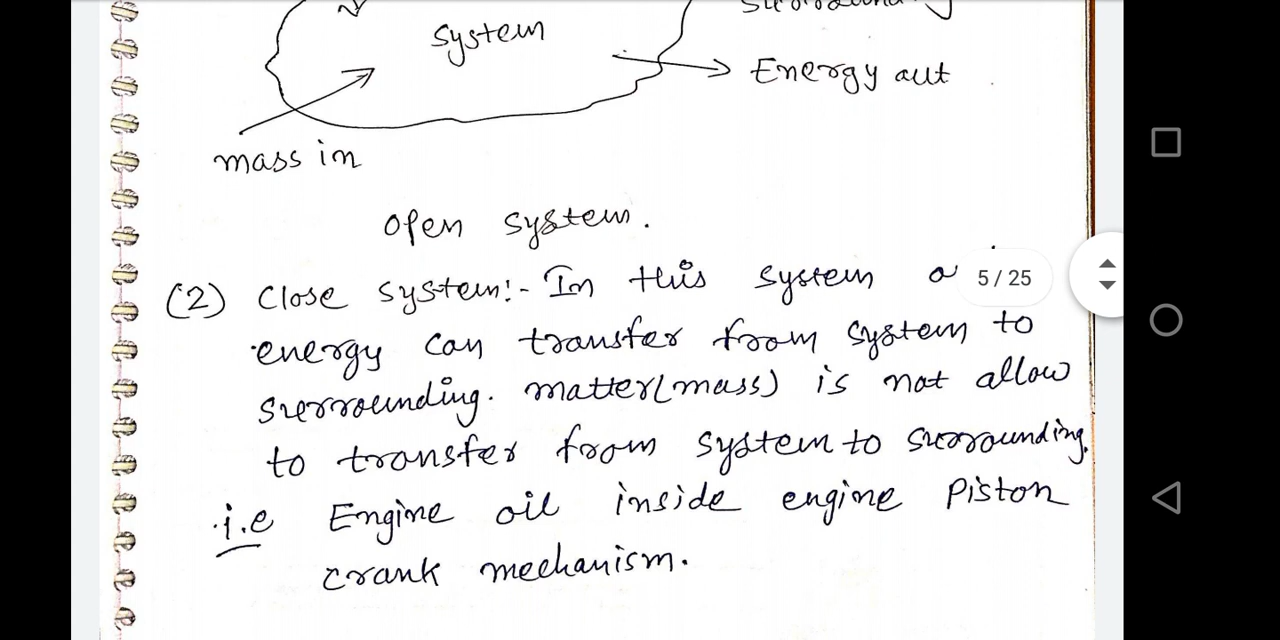 system
Energy aut
mass in
open system.
(2) Close system:- In this system
5 / 25
energy can transfer from system to
surrounding. matter(mass) is not allow
to transfer from system to surrounding.
i.e Engine oil inside engine Piston
crank mechanism.